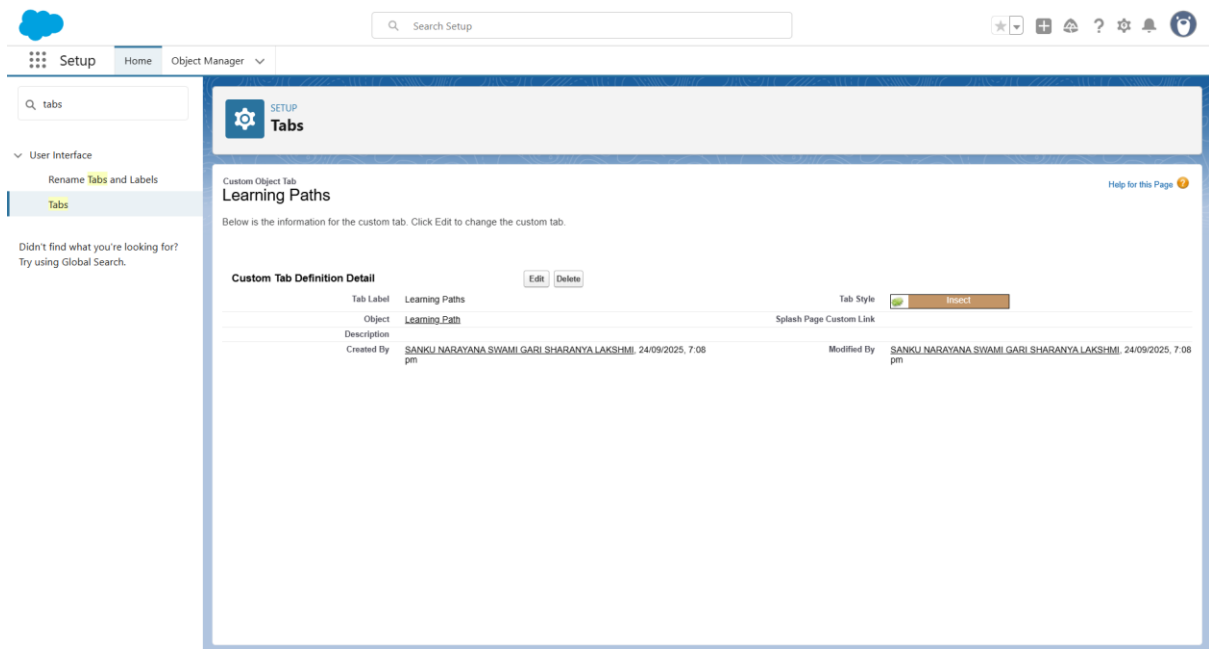 Search Setup
Setup
Home
Object Manager
tabs
User Interface
Rename Tabs and Labels
Tabs
Didn't find what you're looking for?
Try using Global Search.
SETUP
Tabs
Custom Object Tab
Learning Paths
Help for this Page
Below is the information for the custom tab. Click Edit to change the custom tab.
Custom Tab Definition Detail
Edit Delete
Tab Label Learning Paths Tab Style Insect
Object Learning Path Splash Page Custom Link
Description
Created By SANKU NARAYANA SWAMI GARI SHARANYA LAKSHMI, 24/09/2025, 7:08 pm
Modified By SANKU NARAYANA SWAMI GARI SHARANYA LAKSHMI, 24/09/2025, 7:08 pm